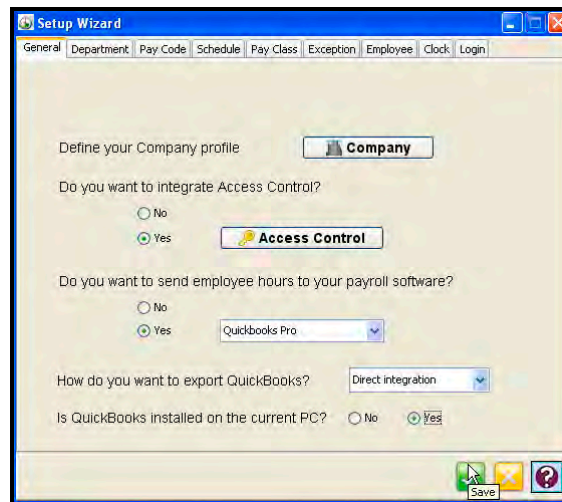 Setup Wizard
General Department Pay Code Schedule Pay Class Exception Employee Clock Login
Define your Company profile Company
Do you want to integrate Access Control?
No
Yes Access Control
Do you want to send employee hours to your payroll software?
No
Yes Quickbooks Pro
How do you want to export QuickBooks? Direct integration
Is QuickBooks installed on the current PC? No Yes
?
Save